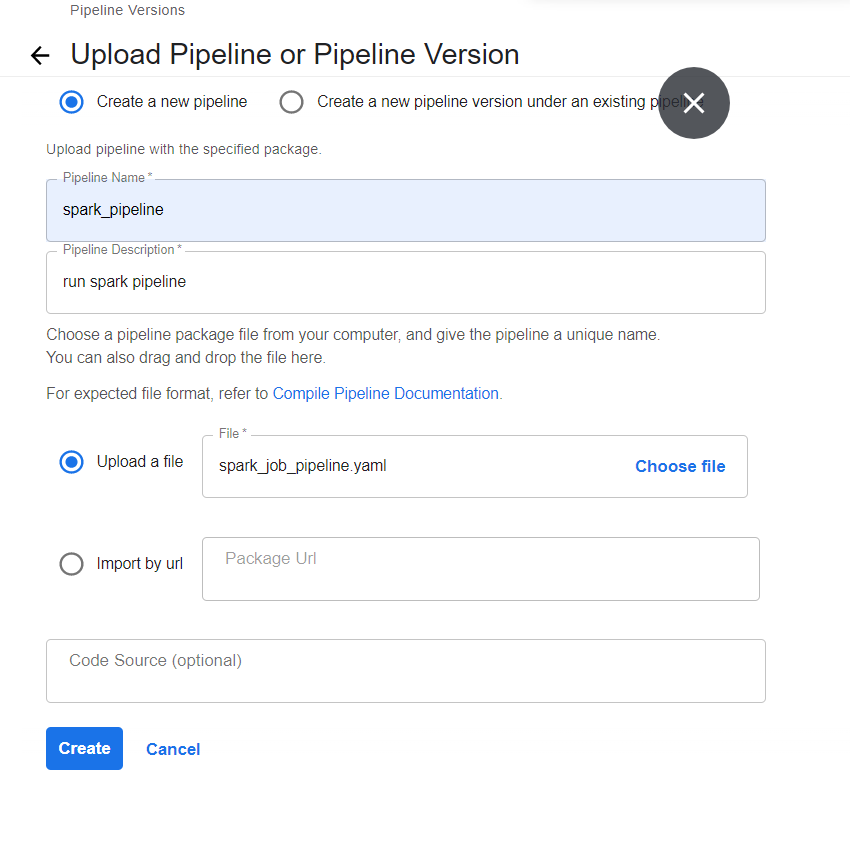 Pipeline Versions
Upload Pipeline or Pipeline Version
Create a new pipeline
Create a new pipeline version under an existing pipeline
Upload pipeline with the specified package.
Pipeline Name *
spark_pipeline
Pipeline Description *
run spark pipeline
Choose a pipeline package file from your computer, and give the pipeline a unique name.
You can also drag and drop the file here.
For expected file format, refer to Compile Pipeline Documentation.
File *
Upload a file
spark_job_pipeline.yaml
Choose file
Import by url
Package Url
Code Source (optional)
Create
Cancel